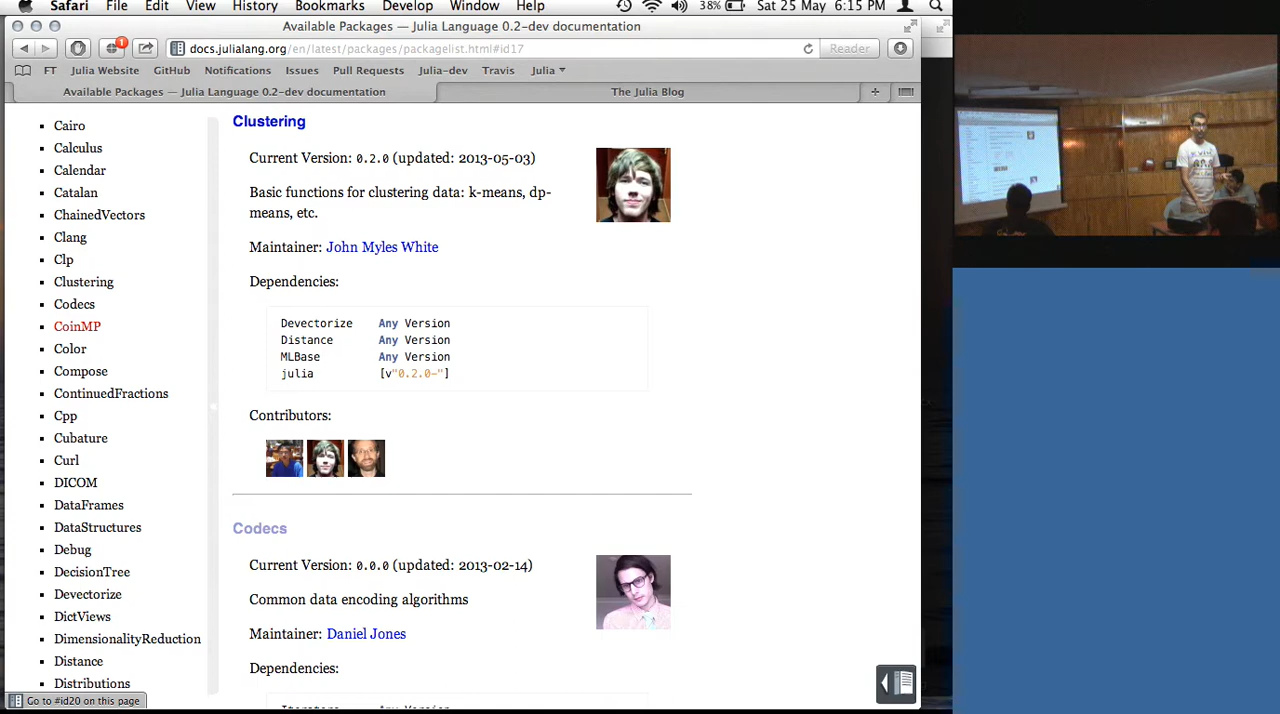 Safari File Edit View History Bookmarks Develop Window Help 38% Sat 25 May 6:15 PM
Available Packages — Julia Language 0.2-dev documentation
1
docs.julialang.org/en/latest/packages/packagelist.html#id17 Reader
FT Julia Website GitHub Notifications Issues Pull Requests Julia-dev Travis Julia
Available Packages — Julia Language 0.2-dev documentation The Julia Blog +
Cairo
Calculus
Calendar
Catalan
ChainedVectors
Clang
Clp
Clustering
Codecs
CoinMP
Color
Compose
ContinuedFractions
Cpp
Cubature
Curl
DICOM
DataFrames
DataStructures
Debug
DecisionTree
Devectorize
DictViews
DimensionalityReduction
Distance
Distributions
Go to #id20 on this page
Clustering
Current Version: 0.2.0 (updated: 2013-05-03)
Basic functions for clustering data: k-means, dp-
means, etc.
Maintainer: John Myles White
Dependencies:
Devectorize Any Version
Distance Any Version
MLBase Any Version
julia [v"0.2.0-"]
Contributors:
Codecs
Current Version: 0.0.0 (updated: 2013-02-14)
Common data encoding algorithms
Maintainer: Daniel Jones
Dependencies:
Iterators Any Version